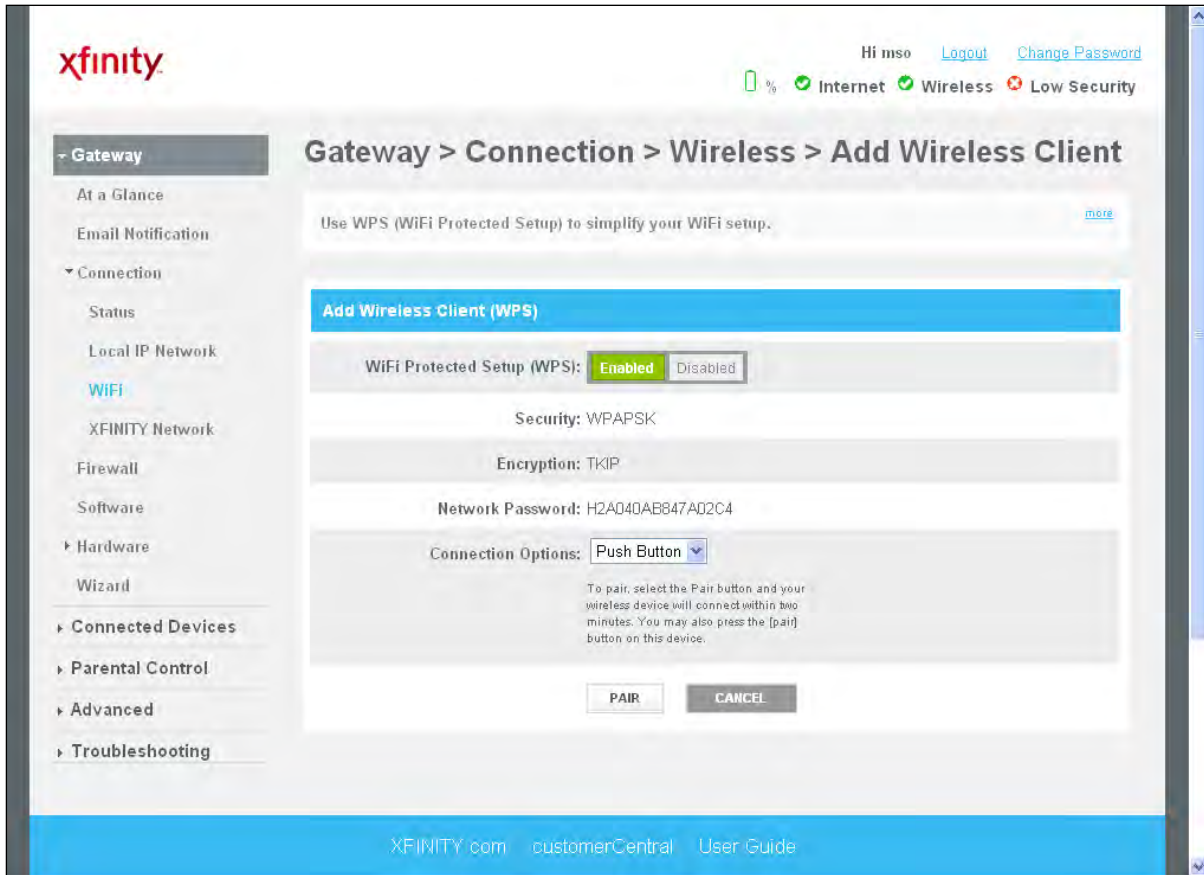 xfinity
Hi mso Logout Change Password
% Internet Wireless Low Security
Gateway
At a Glance
Email Notification
Connection
Status
Local IP Network
WiFi
XFINITY Network
Firewall
Software
Hardware
Wizard
Connected Devices
Parental Control
Advanced
Troubleshooting
Gateway > Connection > Wireless > Add Wireless Client
Use WPS (WiFi Protected Setup) to simplify your WiFi setup. more
Add Wireless Client (WPS)
WiFi Protected Setup (WPS): Enabled Disabled
Security: WPAPSK
Encryption: TKIP
Network Password: H2A040AB847A02C4
Connection Options: Push Button
To pair, select the Pair button and your
wireless device will connect within two
minutes. You may also press the [pair]
button on this device.
PAIR CANCEL
XFINITY.com customerCentral User Guide